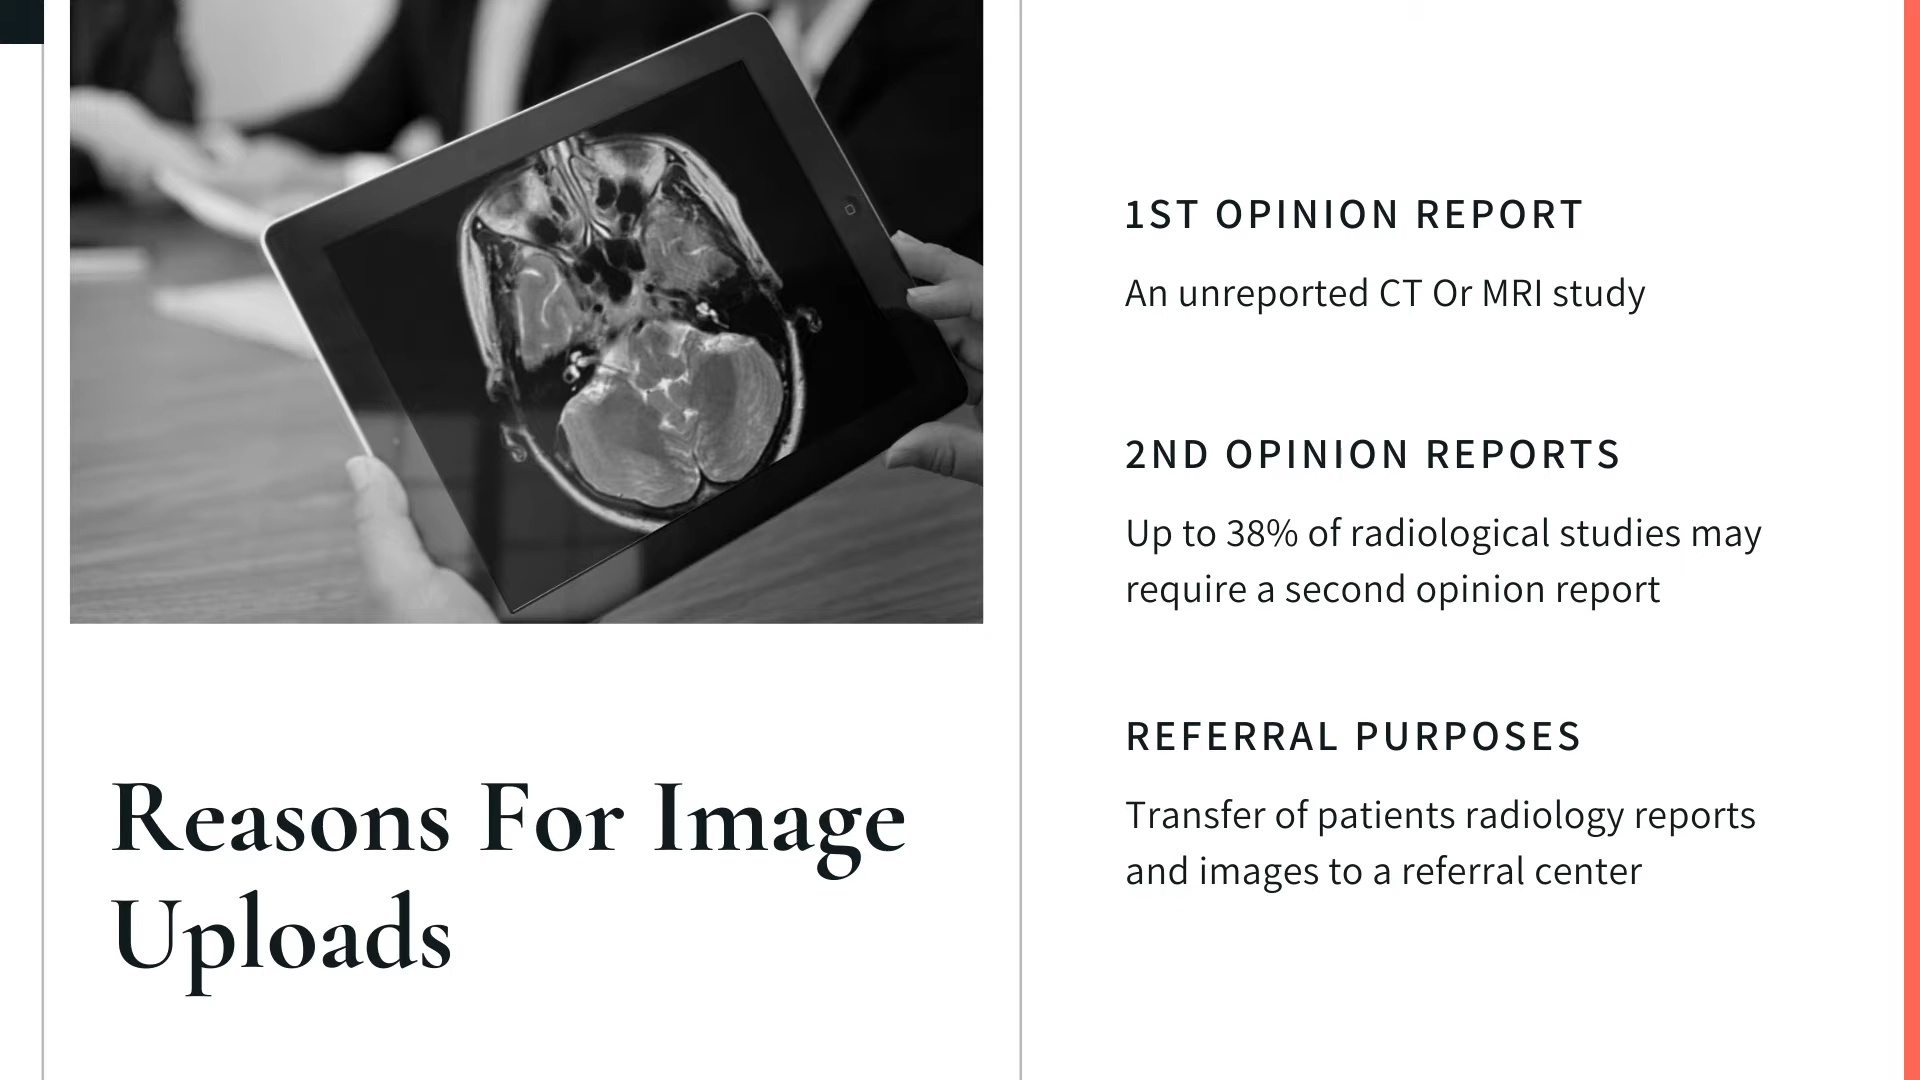 1ST OPINION REPORT
An unreported CT Or MRI study
2ND OPINION REPORTS
Up to 38% of radiological studies may
require a second opinion report
REFERRAL PURPOSES
Transfer of patients radiology reports
and images to a referral center
Reasons For Image
Uploads